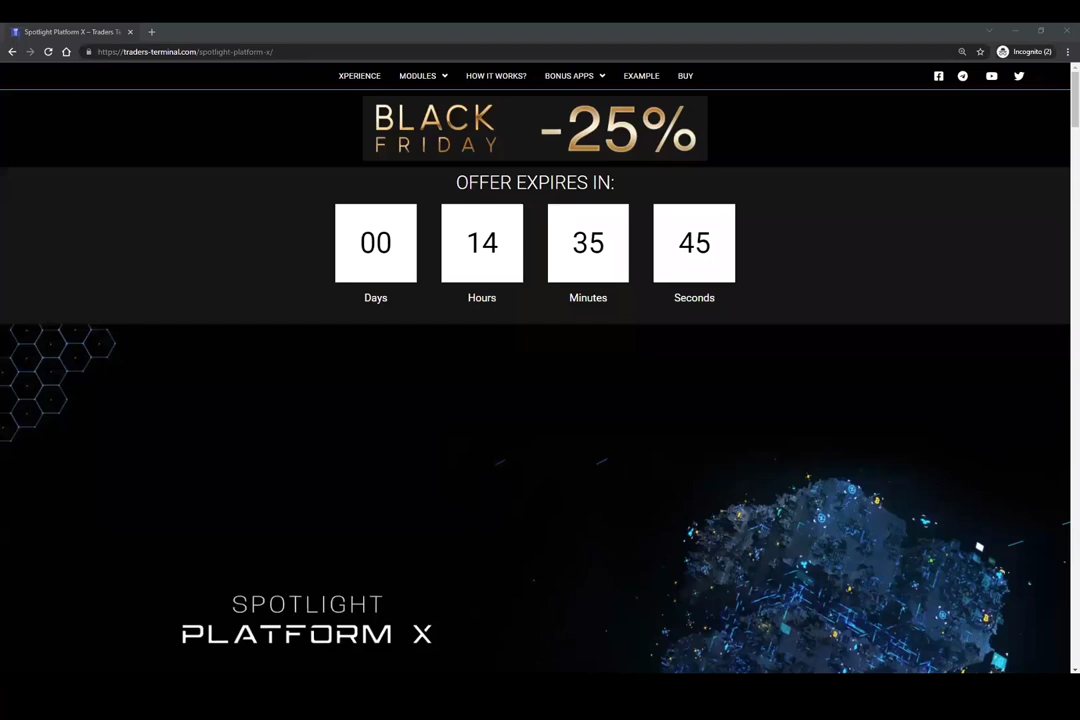 Spotlight Platform X – Traders Te
https://traders-terminal.com/spotlight-platform-x/
Incognito (2)
XPERIENCE MODULES HOW IT WORKS? BONUS APPS EXAMPLE BUY
BLACK FRIDAY -25%
OFFER EXPIRES IN:
00 14 35 45
Days Hours Minutes Seconds
SPOTLIGHT
PLATFORM X